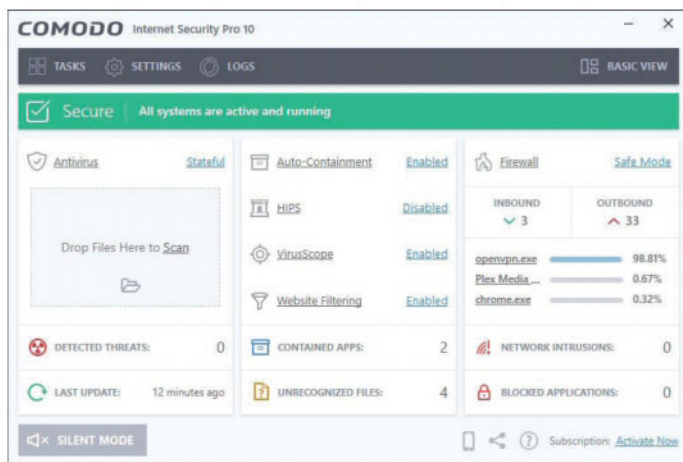 COMODO Internet Security Pro 10
TASKS SETTINGS LOGS BASIC VIEW
Secure All systems are active and running
Antivirus Stateful
Drop Files Here to Scan
DETECTED THREATS: 0
LAST UPDATE: 12 minutes ago
Auto-Containment Enabled
HIPS Disabled
VirusScope Enabled
Website Filtering Enabled
CONTAINED APPS: 2
UNRECOGNIZED FILES: 4
Firewall Safe Mode
INBOUND OUTBOUND
3 33
openvpn.exe 98.81%
Plex Media ... 0.67%
chrome.exe 0.32%
NETWORK INTRUSIONS: 0
BLOCKED APPLICATIONS: 0
SILENT MODE
Subscription: Activate Now